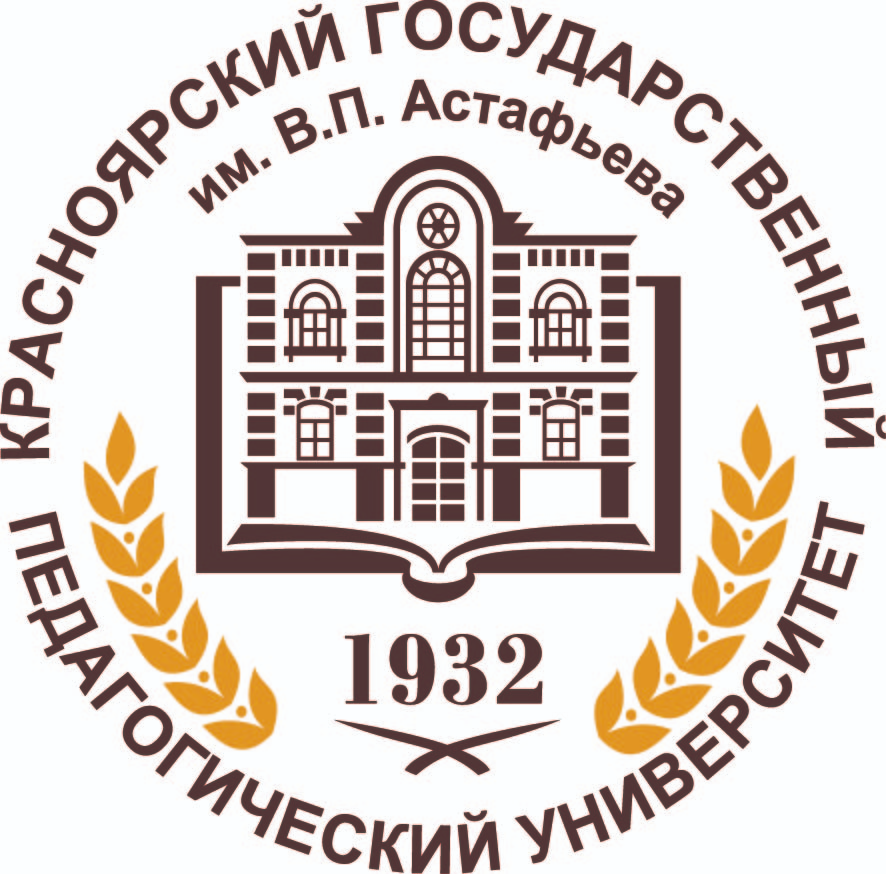 КРАСНОЯРСКИЙ ГОСУДАРСТВЕННЫЙ
им. В.П. Астафьева
1932
ПЕДАГОГИЧЕСКИЙ УНИВЕРСИТЕТ